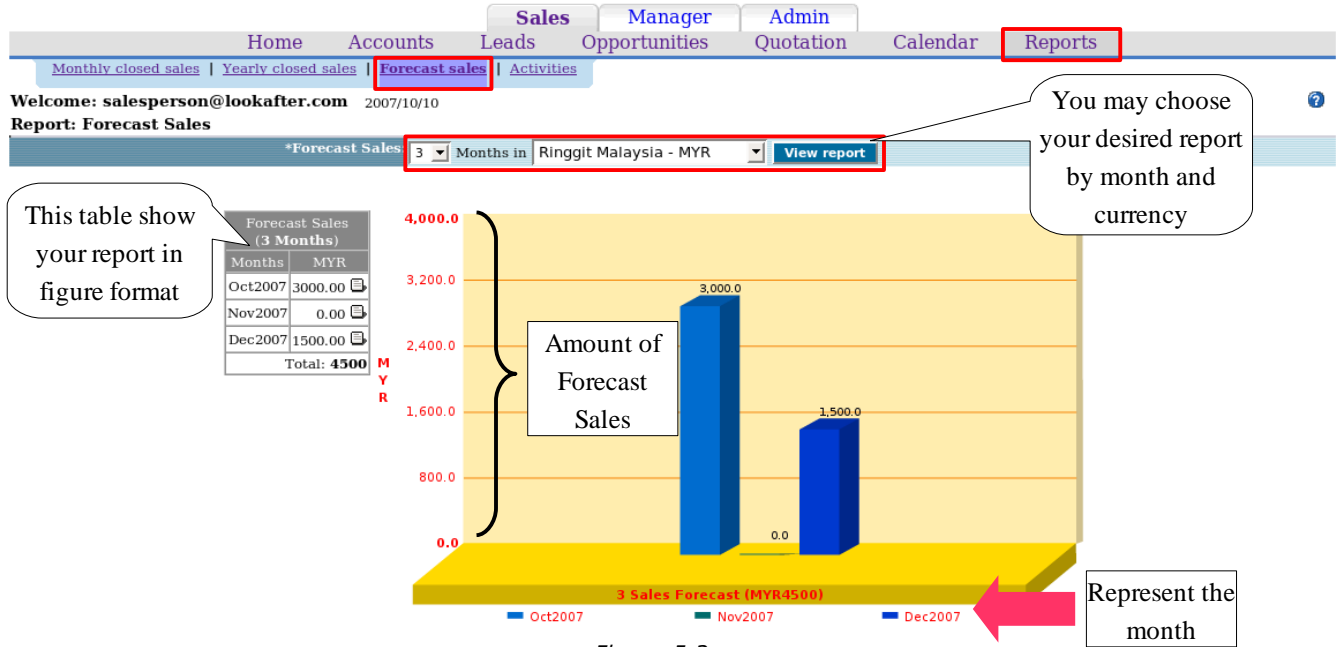 Sales Manager Admin
Home Accounts Leads Opportunities Quotation Calendar Reports
Monthly closed sales | Yearly closed sales | Forecast sales | Activities
Welcome: salesperson@lookafter.com 2007/10/10
Report: Forecast Sales
*Forecast Sales: 3 Months in Ringgit Malaysia - MYR View report
You may choose
your desired report
by month and
currency
This table show
your report in
figure format
Forecast Sales
(3 Months)
Months MYR
Oct2007 3000.00
Nov2007 0.00
Dec2007 1500.00
Total: 4500
M
Y
R
4,000.0
3,200.0
2,400.0
1,600.0
800.0
0.0
Amount of
Forecast
Sales
3,000.0
0.0
1,500.0
3 Sales Forecast (MYR4500)
Oct2007 Nov2007 Dec2007
Represent the
month